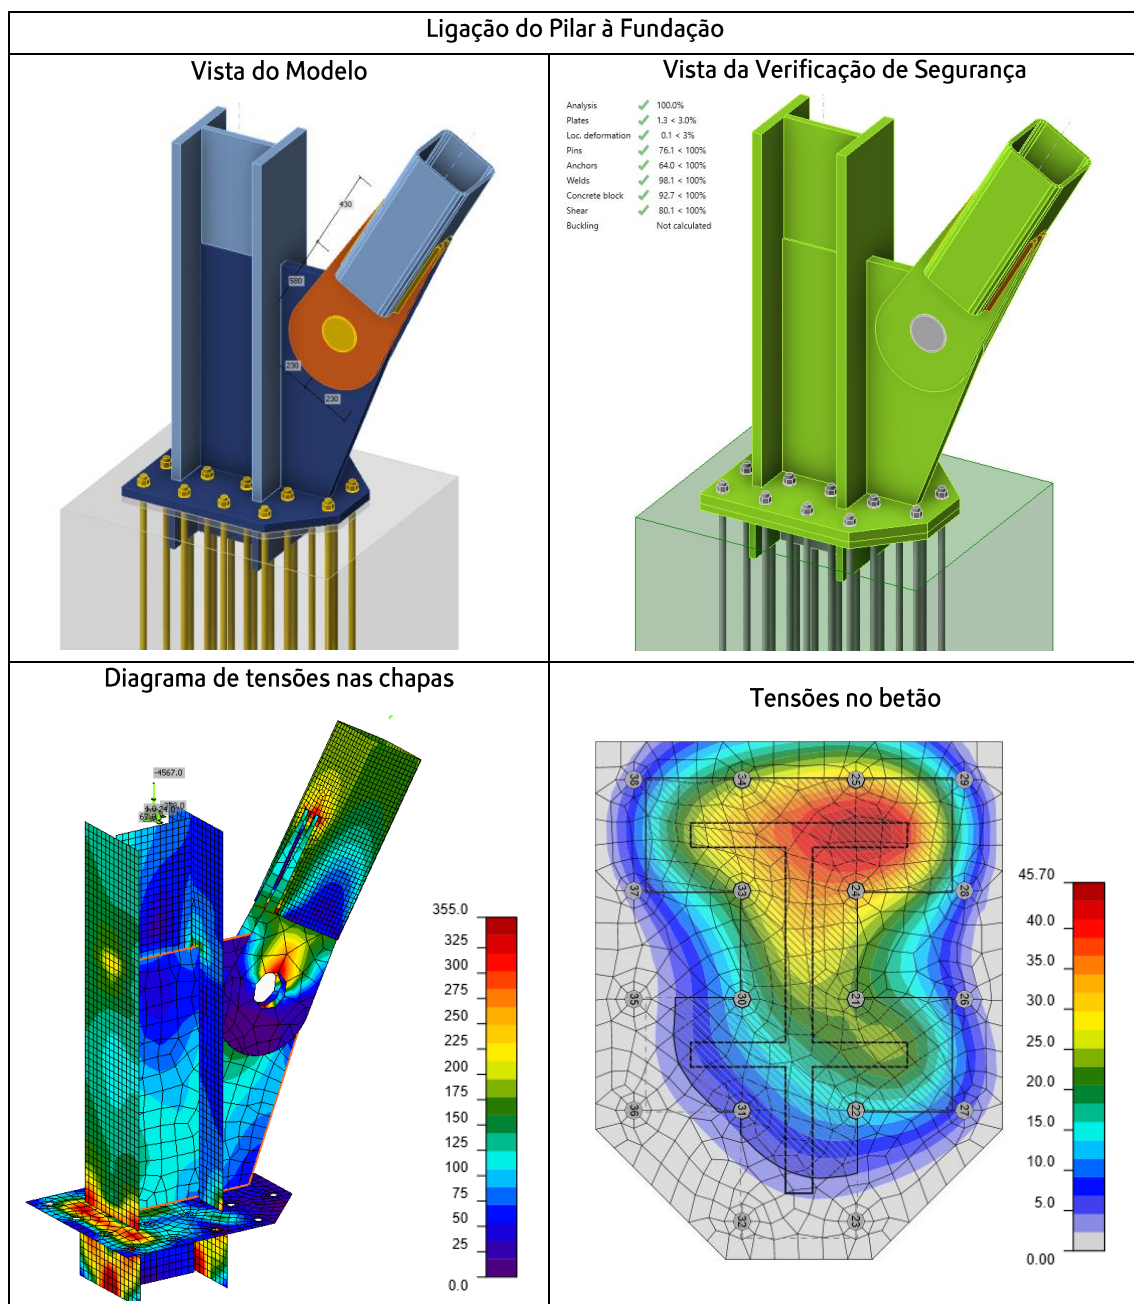 Ligação do Pilar à Fundação
Vista do Modelo
430
580
230
230
Vista da Verificação de Segurança
Analysis 100.0%
Plates 1.3 < 3.0%
Loc. deformation 0.1 < 3%
Pins 76.1 < 100%
Anchors 64.0 < 100%
Welds 98.1 < 100%
Concrete block 92.7 < 100%
Shear 80.1 < 100%
Buckling Not calculated
Diagrama de tensões nas chapas
-4567.0
355.0
325
300
275
250
225
200
175
150
125
100
75
50
25
0.0
Tensões no betão
38 34 25 29
37 33 24 28
35 30 21 26
36 31 22 27
32 23
45.70
40.0
35.0
30.0
25.0
20.0
15.0
10.0
5.0
0.00